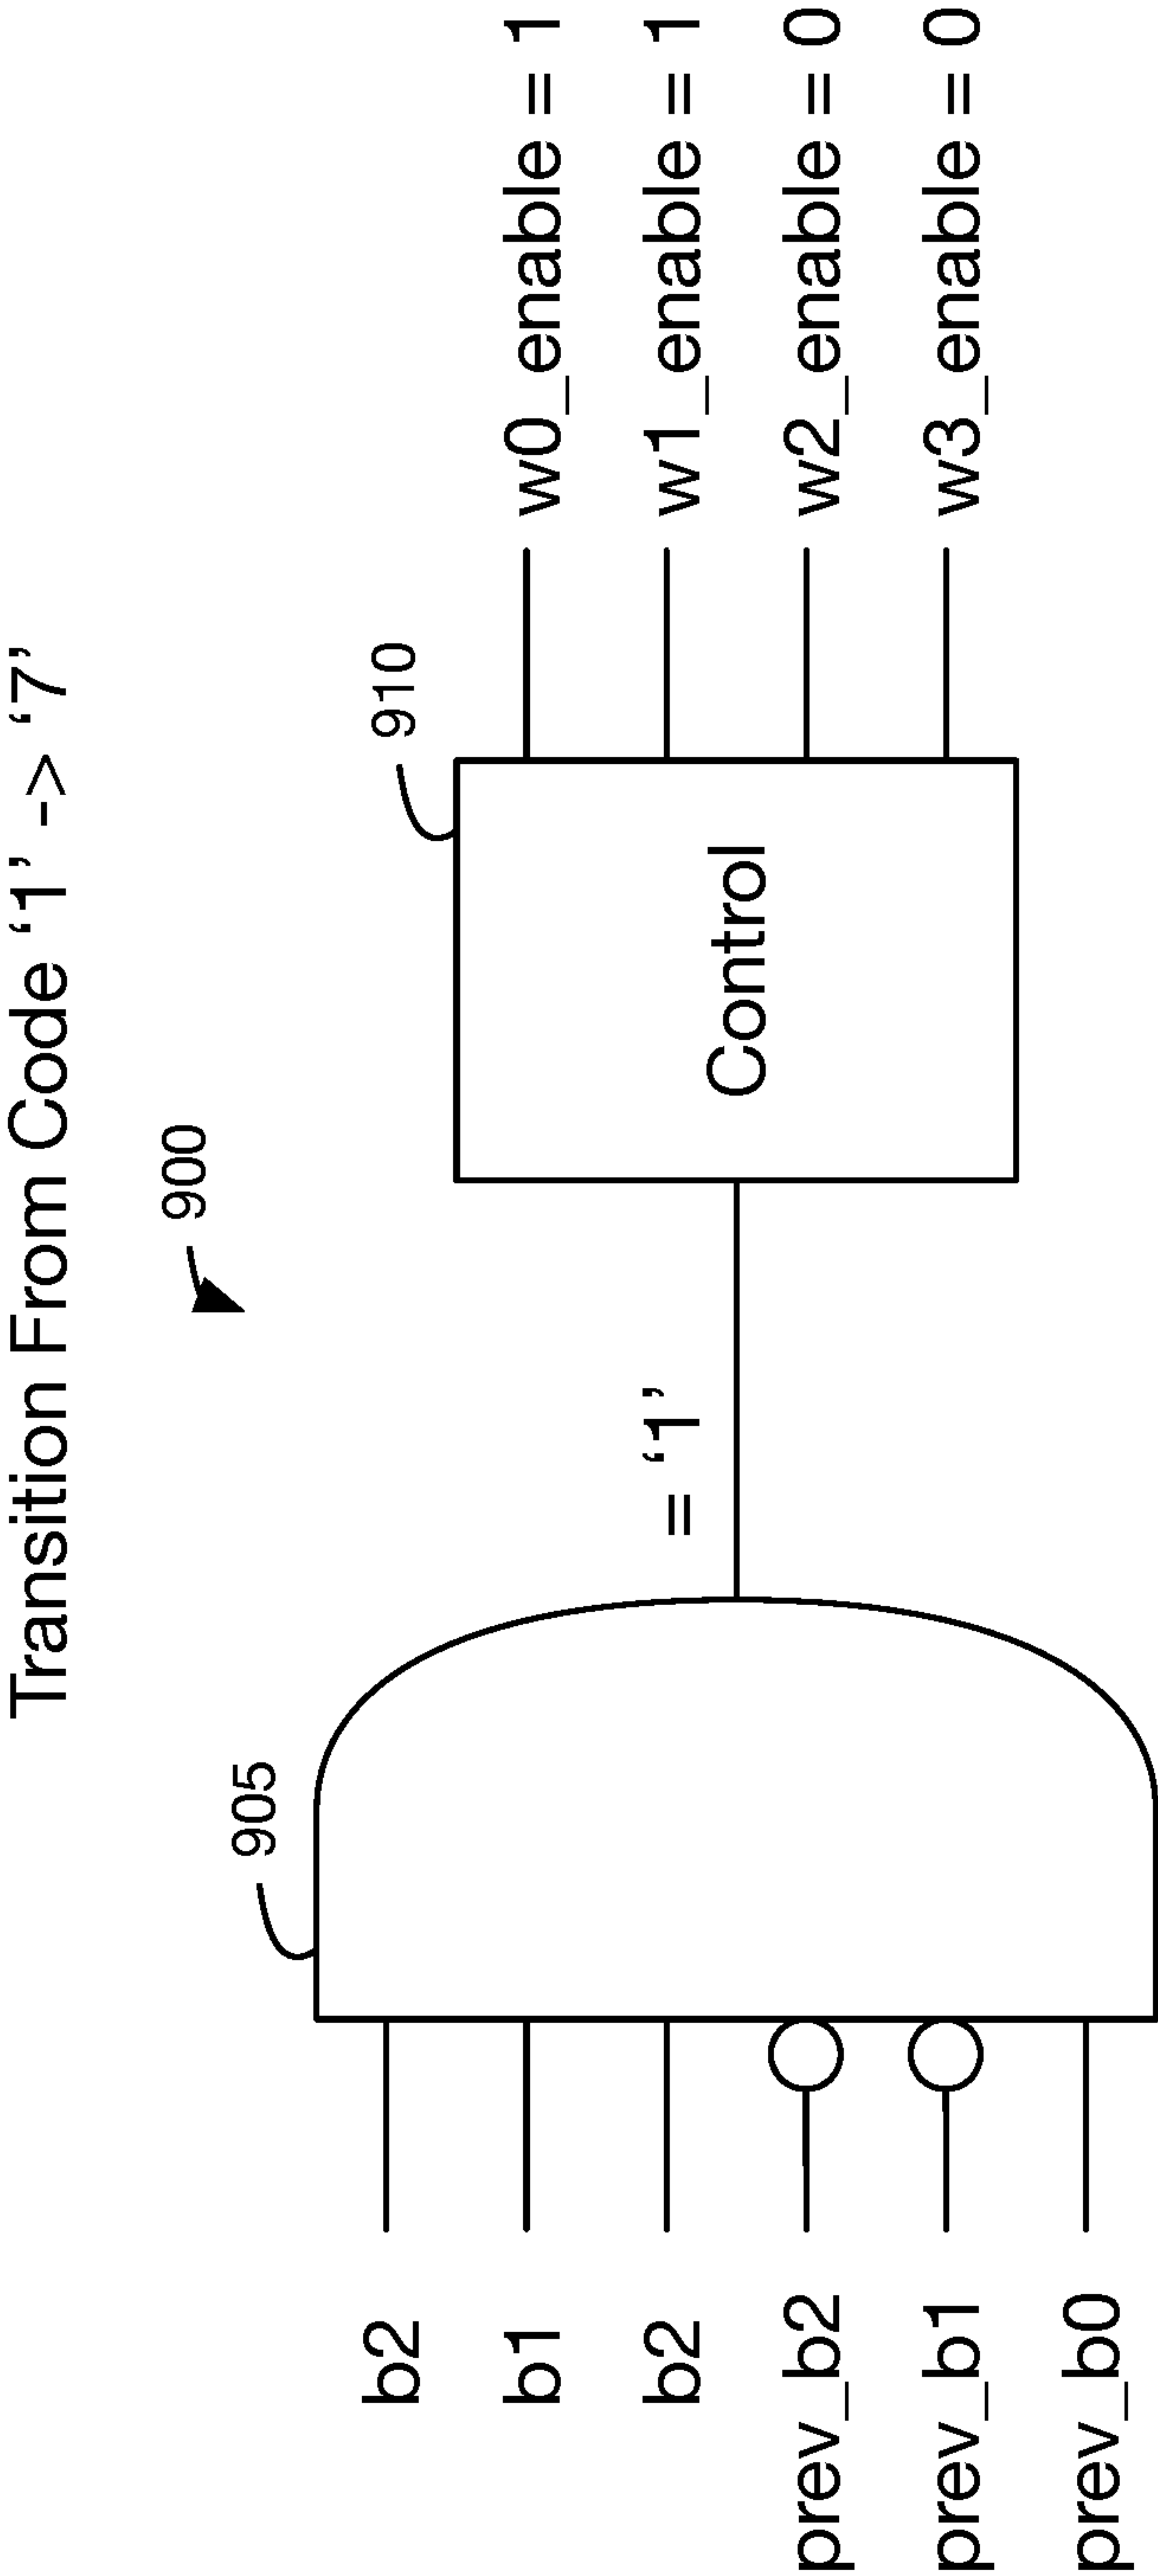 Transition From Code ‘1’ -> ‘7’
900
905
910
b2
b1
b2
prev_b2
prev_b1
prev_b0
= ‘1’
Control
w0_enable = 1
w1_enable = 1
w2_enable = 0
w3_enable = 0